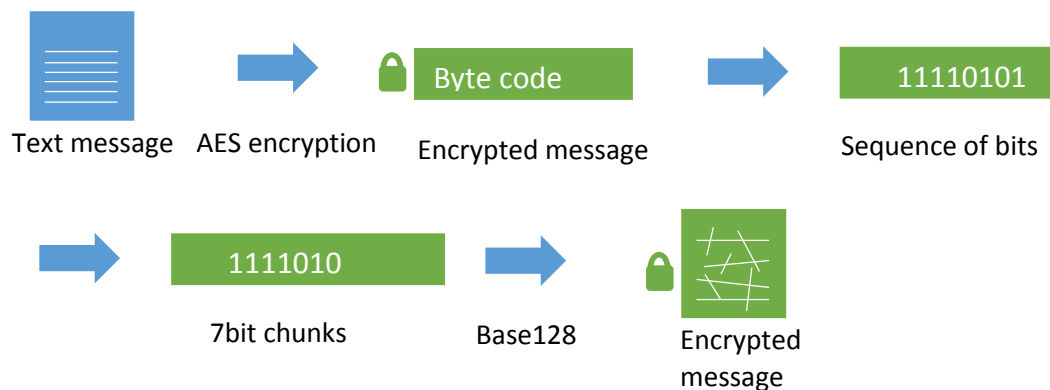 Byte code
11110101
Text message
AES encryption
Encrypted message
Sequence of bits
1111010
7bit chunks
Base128
Encrypted
message